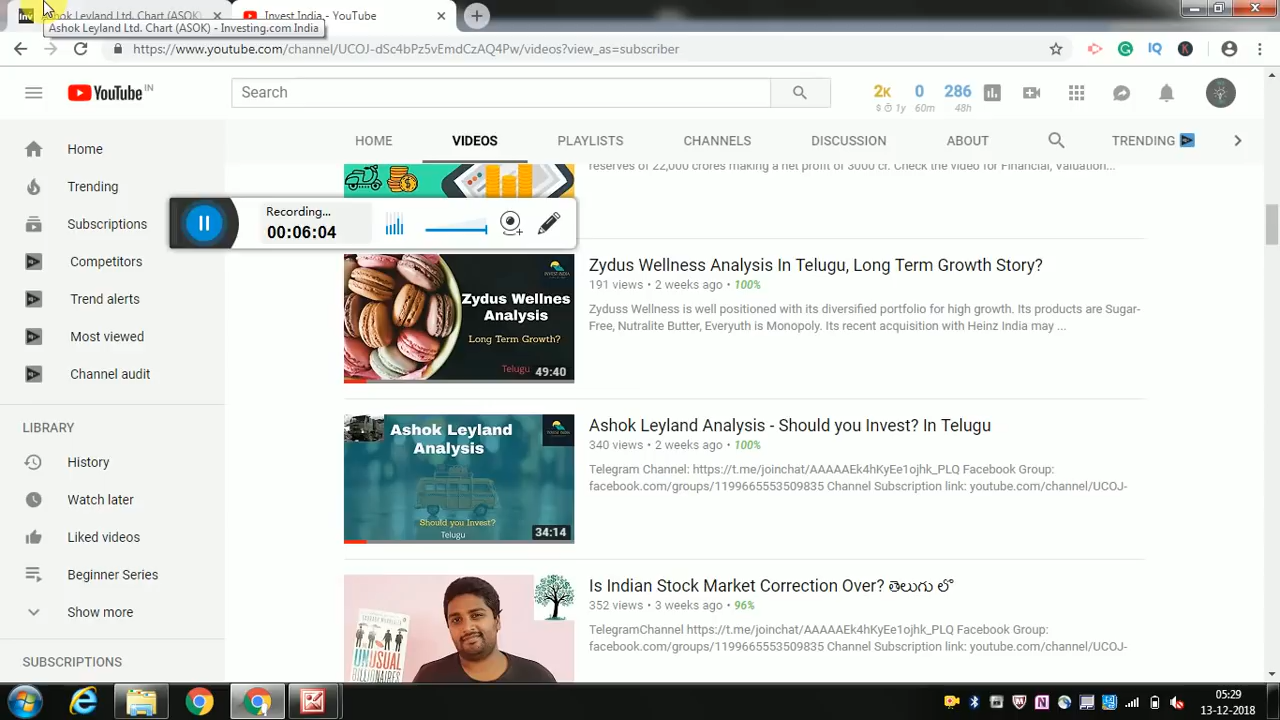 Ashok Leyland Ltd. Chart (ASOK)
Invest India - YouTube
Ashok Leyland Ltd. Chart (ASOK) - Investing.com India
https://www.youtube.com/channel/UCOJ-dSc4bPz5vEmdCzAQ4Pw/videos?view_as=subscriber
YouTube IN
Search
2K 0 286
1y 60m 48h
HOME VIDEOS PLAYLISTS CHANNELS DISCUSSION ABOUT TRENDING
Home
Trending
Subscriptions
Competitors
Trend alerts
Most viewed
Channel audit
LIBRARY
History
Watch later
Liked videos
Beginner Series
Show more
SUBSCRIPTIONS
Recording...
00:06:04
reserves of 22,000 crores making a net profit of 3000 cr. Check the video for Financial, Valuation...
Zydus Wellnes
Analysis
Long Term Growth?
Telugu
49:40
Zydus Wellness Analysis In Telugu, Long Term Growth Story?
191 views • 2 weeks ago • 100%
Zyduss Wellness is well positioned with its diversified portfolio for high growth. Its products are Sugar-
Free, Nutralite Butter, Everyuth is Monopoly. Its recent acquisition with Heinz India may ...
Ashok Leyland
Analysis
Should you Invest?
Telugu
34:14
Ashok Leyland Analysis - Should you Invest? In Telugu
340 views • 2 weeks ago • 100%
Telegram Channel: https://t.me/joinchat/AAAAAEk4hKyEe1ojhk_PLQ Facebook Group:
facebook.com/groups/1199665553509835 Channel Subscription link: youtube.com/channel/UCOJ-
UNUSUAL
BILLIONAIRES
Is Indian Stock Market Correction Over? తెలుగు లో
352 views • 3 weeks ago • 96%
TelegramChannel https://t.me/joinchat/AAAAAEk4hKyEe1ojhk_PLQ Facebook Group:
facebook.com/groups/1199665553509835 Channel Subscription link: youtube.com/channel/UCOJ-
05:29
13-12-2018